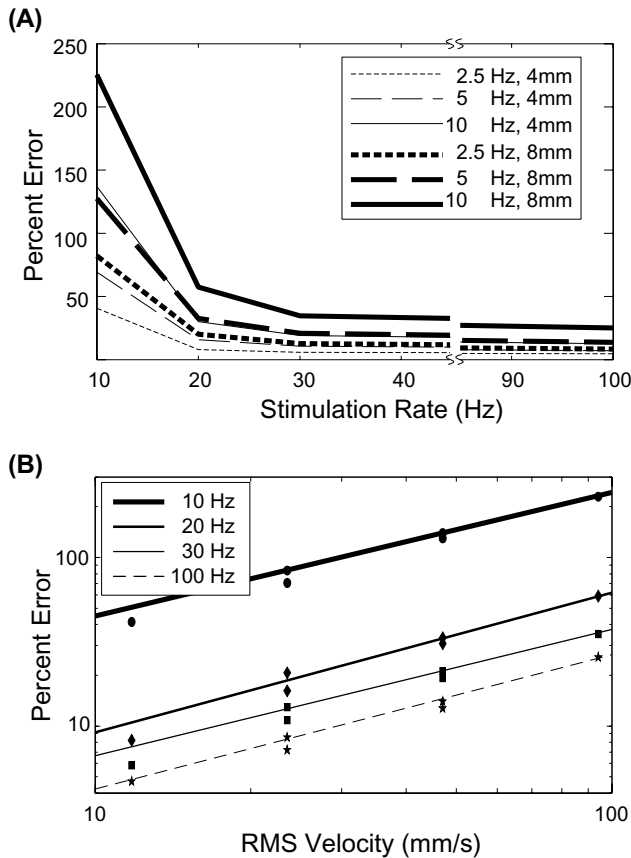 (A)
250
200
150
100
50
Percent Error
2.5 Hz, 4mm
5 Hz, 4mm
10 Hz, 4mm
2.5 Hz, 8mm
5 Hz, 8mm
10 Hz, 8mm
10 20 30 40 90 100
Stimulation Rate (Hz)
(B)
10 Hz
20 Hz
30 Hz
100 Hz
100
10
Percent Error
10 100
RMS Velocity (mm/s)